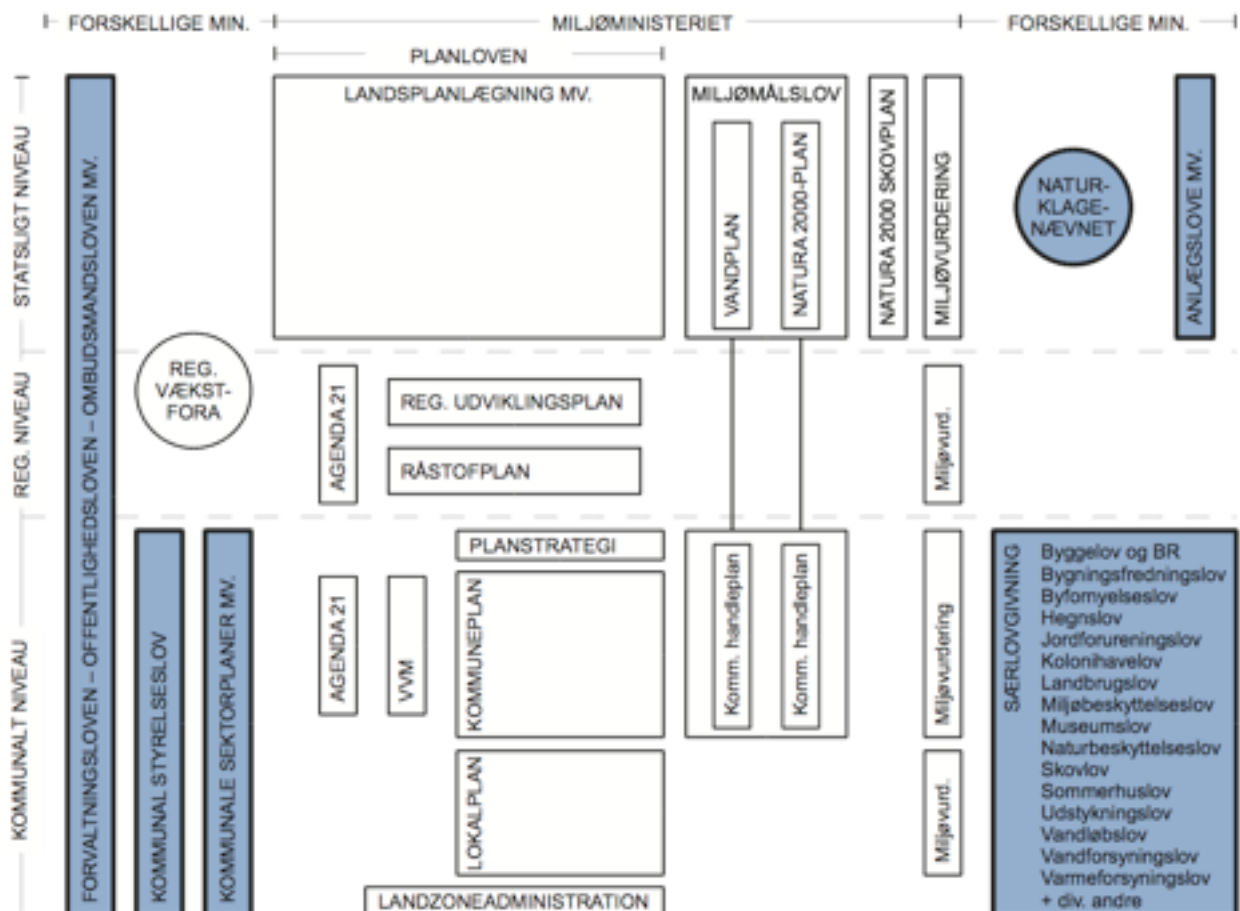 FORSKELLIGE MIN.
MILJØMINISTERIET
FORSKELLIGE MIN.
PLANLOVEN
STATSLIGT NIVEAU
REG. NIVEAU
KOMMUNALT NIVEAU
FORVALTNINGSLOVEN – OFFENTLIGHEDSLOVEN – OMBUDSMANDSLOVEN MV.
LANDSPLANLÆGNING MV.
MILJØMÅLSLOV
VANDPLAN
NATURA 2000-PLAN
NATURA 2000 SKOVPLAN
MILJØVURDERING
NATUR-
KLAGE-
NÆVNET
ANLÆGSLOVE MV.
REG.
VÆKST-
FORA
AGENDA 21
REG. UDVIKLINGSPLAN
RÅSTOFPLAN
Miljøvurd.
KOMMUNAL STYRELSESLOV
KOMMUNALE SEKTORPLANER MV.
AGENDA 21
VVM
PLANSTRATEGI
KOMMUNEPLAN
LOKALPLAN
LANDZONEADMINISTRATION
Komm. handleplan
Komm. handleplan
Miljøvurdering
Miljøvurd.
SÆRLOVGIVNING
Byggelov og BR
Bygningsfredningslov
Byfornyelseslov
Hegnslov
Jordforureningslov
Kolonihavelov
Landbrugslov
Miljøbeskyttelseslov
Museumslov
Naturbeskyttelseslov
Skovlov
Sommerhuslov
Udstykningslov
Vandløbslov
Vandforsyningslov
Varmeforsyningslov
+ div. andre